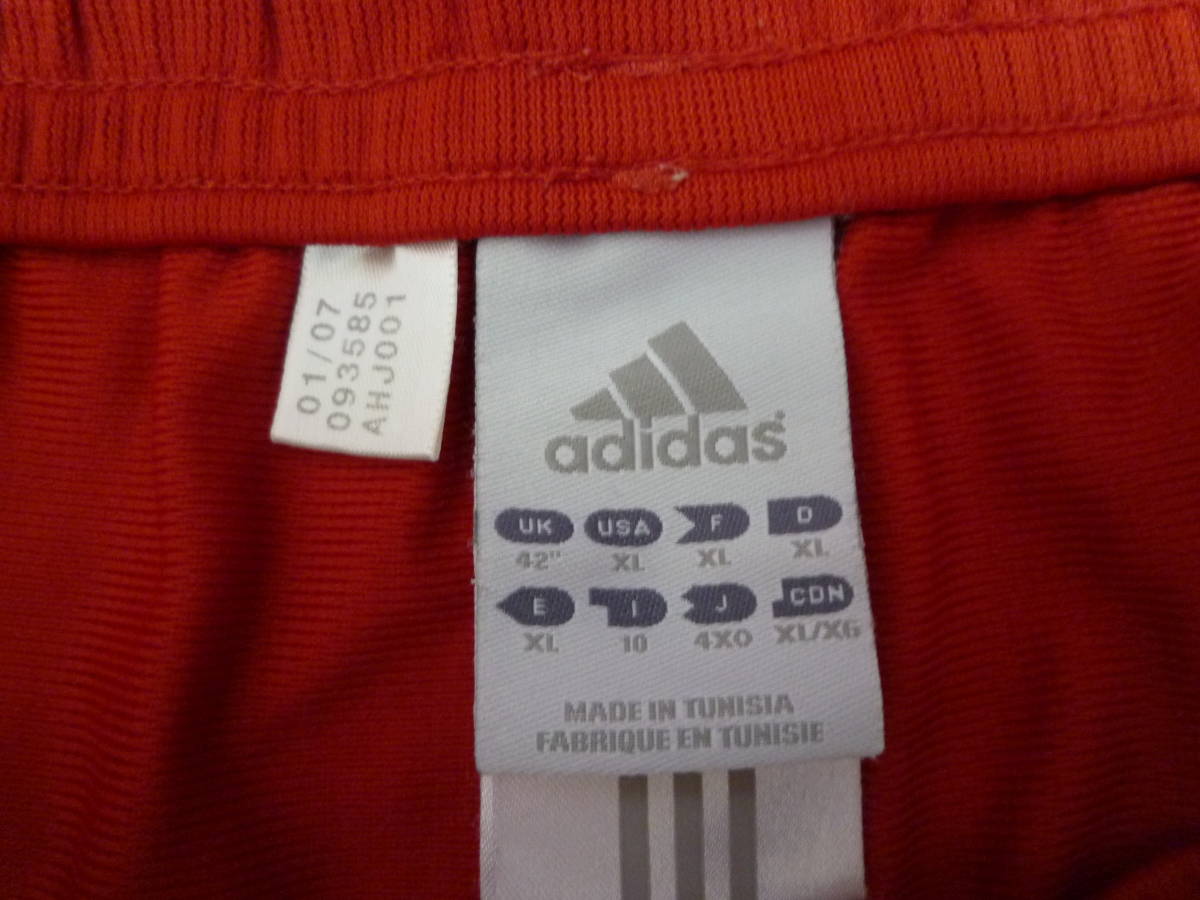 01/07
093585
AHJ001
adidas
UK USA F D
42" XL XL XL
E I J CDN
XL 10 4XO XL/XG
MADE IN TUNISIA
FABRIQUE EN TUNISIE